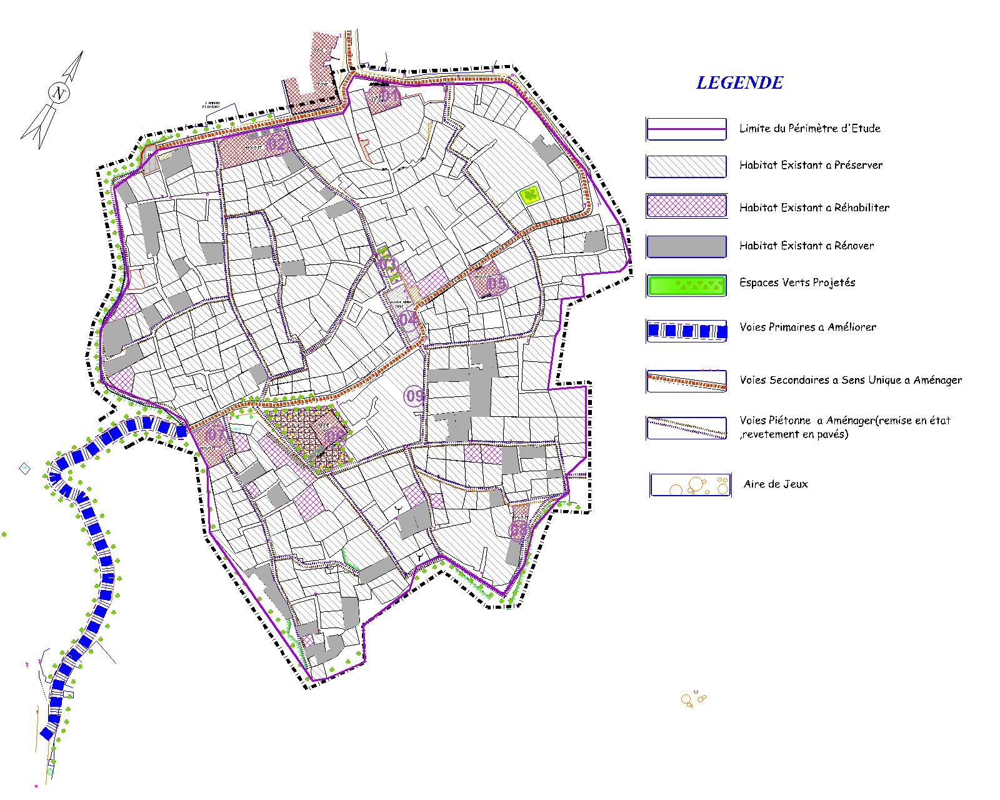 LEGENDE
N
Limite du Périmètre d'Etude
Habitat Existant a Préserver
Habitat Existant a Réhabiliter
Habitat Existant a Rénover
Espaces Verts Projetés
Voies Primaires a Améliorer
Voies Secondaires a Sens Unique a Aménager
Voies Piétonne a Aménager(remise en état
,revetement en pavés)
Aire de Jeux
01
02
03
04
05
06
07
08
09